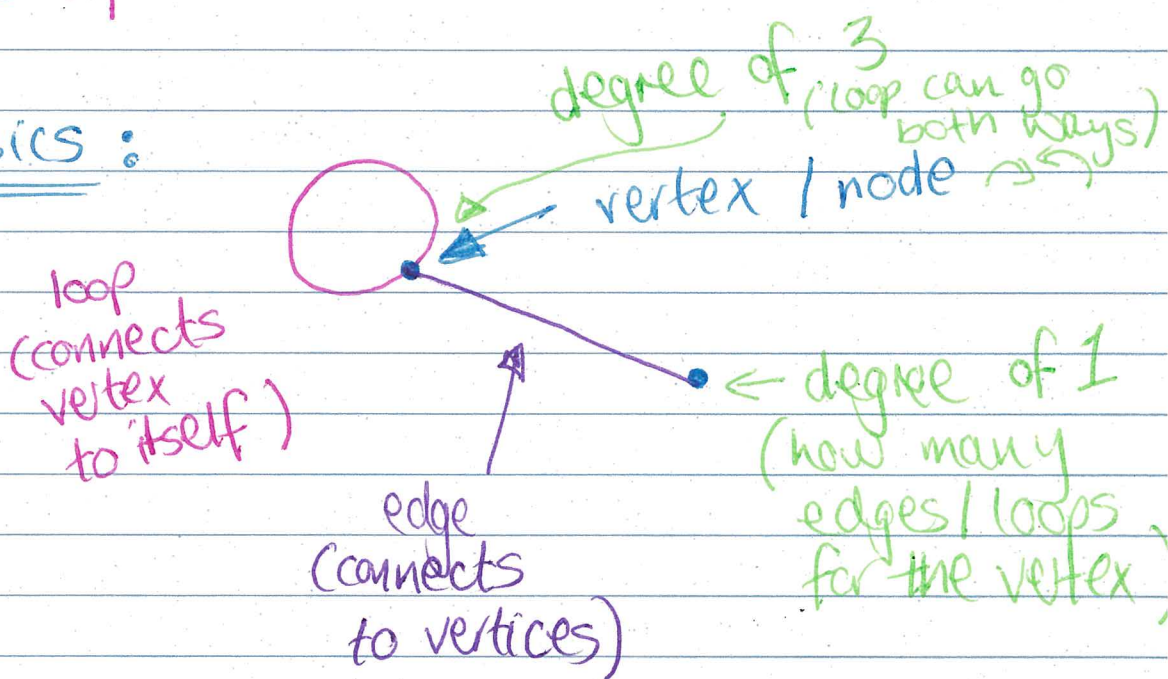 degree of 3
(loop can go
both ways)
ics :
vertex / node
loop
(connects
vertex
to itself)
degree of 1
(how many
edges / loops
for the vertex)
edge
(connects
to vertices)